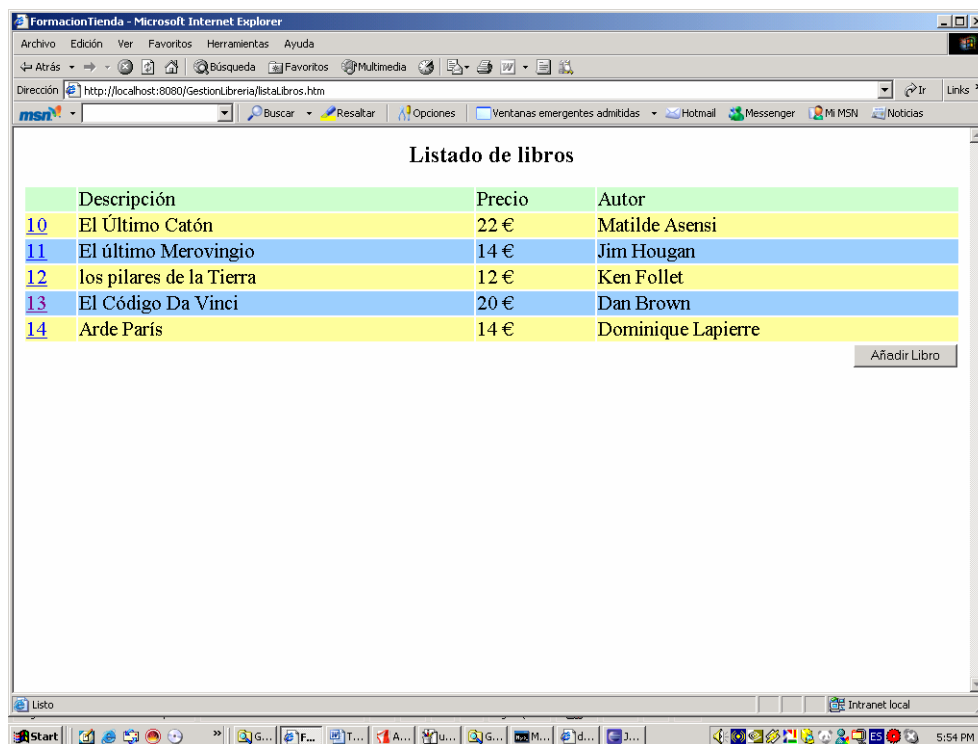 FormacionTienda - Microsoft Internet Explorer
Archivo Edición Ver Favoritos Herramientas Ayuda
Atrás Búsqueda Favoritos Multimedia
Dirección http://localhost:8080/GestionLibreria/listaLibros.htm Ir Links
msn Buscar Resaltar Opciones Ventanas emergentes admitidas Hotmail Messenger Mi MSN Noticias
Listado de libros
Descripción Precio Autor
10 El Último Catón 22 € Matilde Asensi
11 El último Merovingio 14 € Jim Hougan
12 los pilares de la Tierra 12 € Ken Follet
13 El Código Da Vinci 20 € Dan Brown
14 Arde París 14 € Dominique Lapierre
Añadir Libro
Listo Intranet local
Start G... F... T... A... u... G... M... d... J... ES 5:54 PM